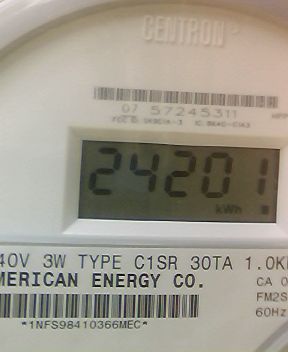 CENTRON
07 57245311
24201
kWh
40V 3W TYPE C1SR 30TA 1.0K
MERICAN ENERGY CO.
CA 0
FM2S
60Hz
*1NFS98410366MEC*